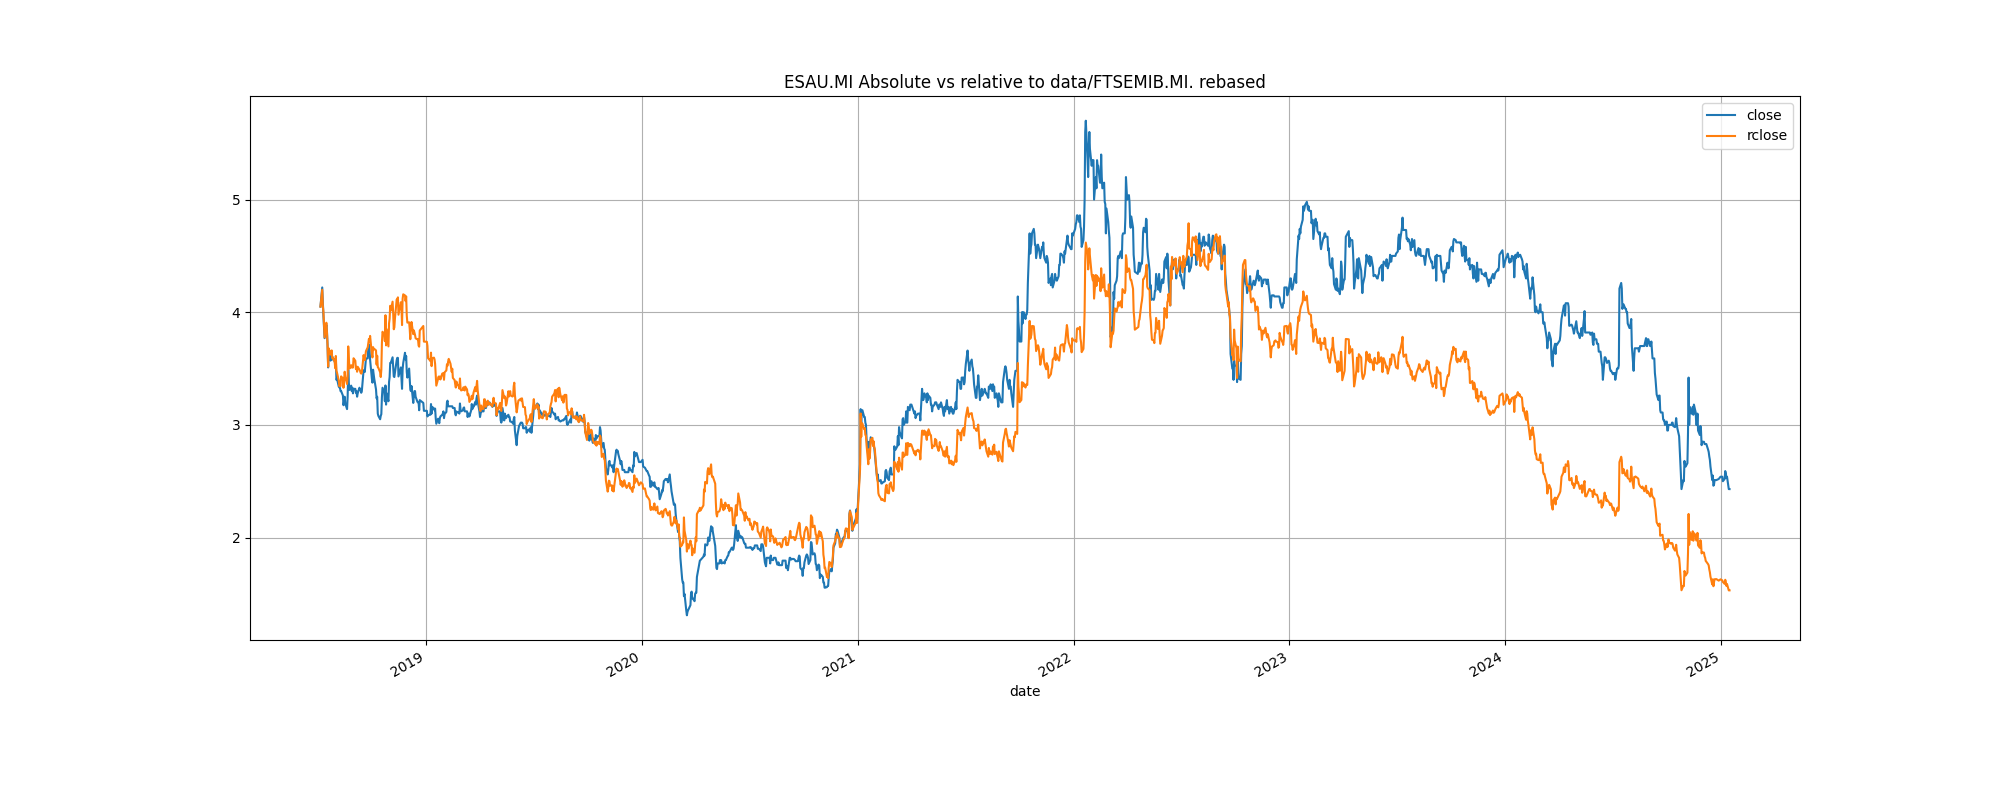 ESAU.MI Absolute vs relative to data/FTSEMIB.MI. rebased
close
rclose
5
4
3
2
2019
2020
2021
2022
2023
2024
2025
date